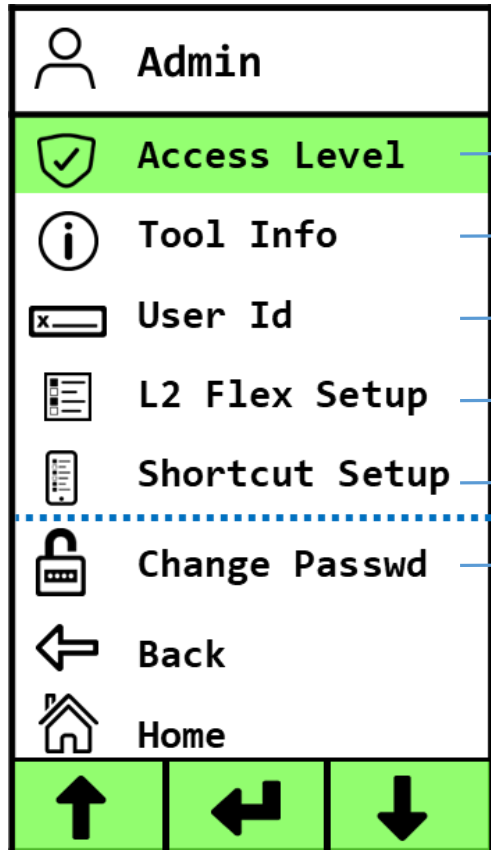 Admin
Access Level
Tool Info
User Id
L2 Flex Setup
Shortcut Setup
Change Passwd
Back
Home